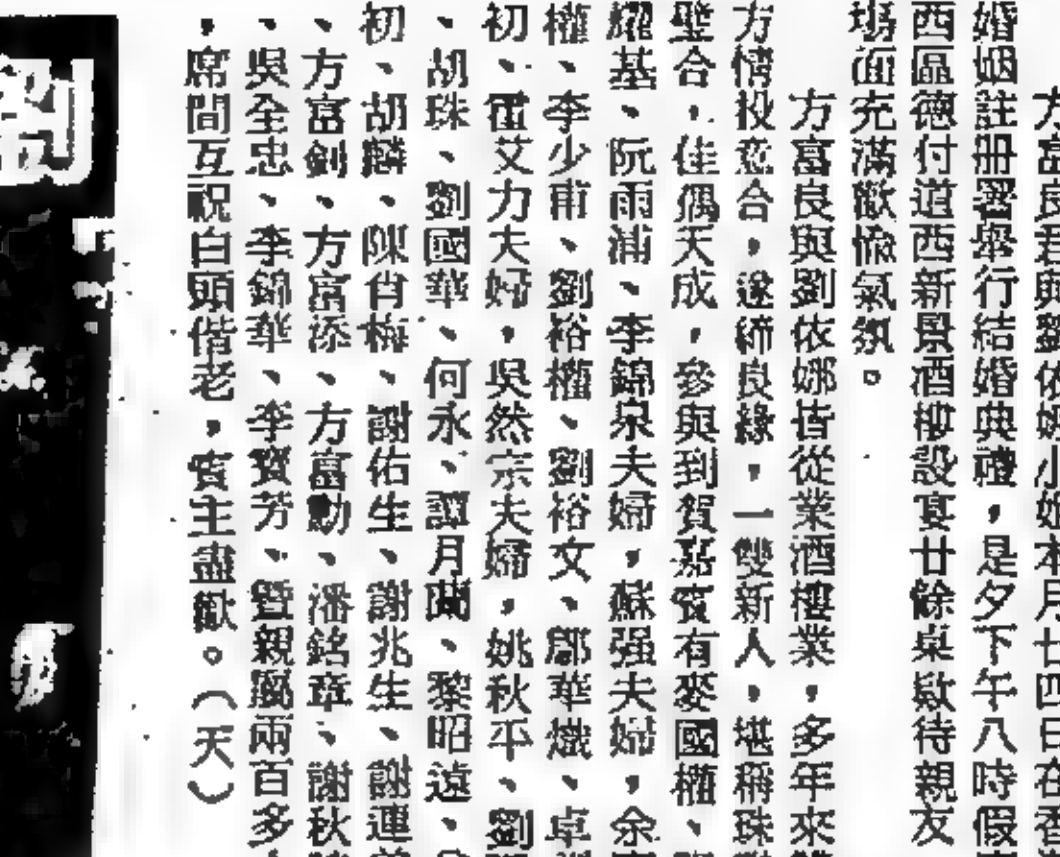 方富良君與劉依娜小姐本月廿四日在香
婚姻註册署舉行結婚典禮，是夕下午八時假
西區德付道西新景酒樓設宴廿餘桌欵待親友
塲面充滿歡愉氣氛。
方富良與劉依娜皆從業酒樓業，多年來雙
方情投意合，遂締良緣，一雙新人，堪稱珠聯
璧合，佳偶天成，參與到賀嘉賓有麥國權、
耀基、阮雨浦、李錦泉夫婦，蘇强夫婦，余
權、李少甫、劉裕權、劉裕文、鄺華熾、卓
初、霍艾力夫婦，吳然宗夫婦，姚秋平、劉
、胡珠、劉國華、何永、譚月蘭、黎昭遠、
初、胡麟、陳肖梅、謝佑生、謝兆生、謝連
、方富釗、方富添、方富勳、潘銘章、謝秋
、吳全忠、李錦華、李寶芳、暨親屬兩百多
，席間互祝白頭偕老，賓主盡歡。（天）
劉